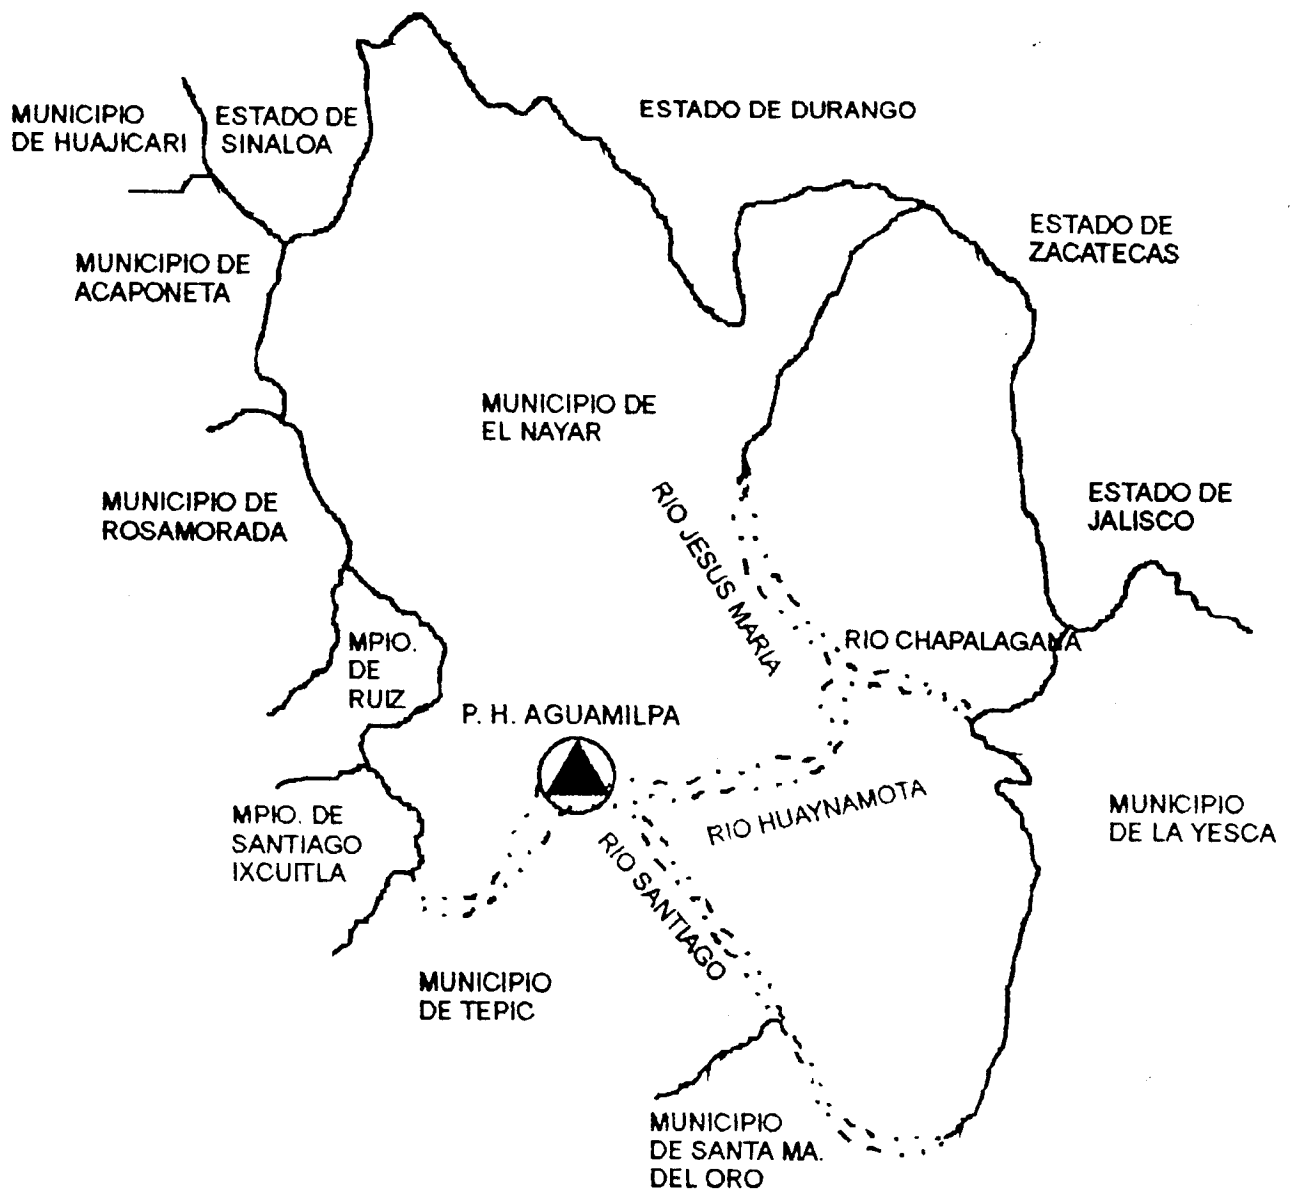 MUNICIPIO
DE HUAJICARI
ESTADO DE
SINALOA
ESTADO DE DURANGO
ESTADO DE
ZACATECAS
MUNICIPIO DE
ACAPONETA
MUNICIPIO DE
EL NAYAR
MUNICIPIO DE
ROSAMORADA
RIO JESUS MARIA
ESTADO DE
JALISCO
MPIO.
DE
RUIZ
RIO CHAPALAGANA
P. H. AGUAMILPA
MPIO. DE
SANTIAGO
IXCUITLA
RIO HUAYNAMOTA
MUNICIPIO
DE LA YESCA
RIO SANTIAGO
MUNICIPIO
DE TEPIC
MUNICIPIO
DE SANTA MA.
DEL ORO